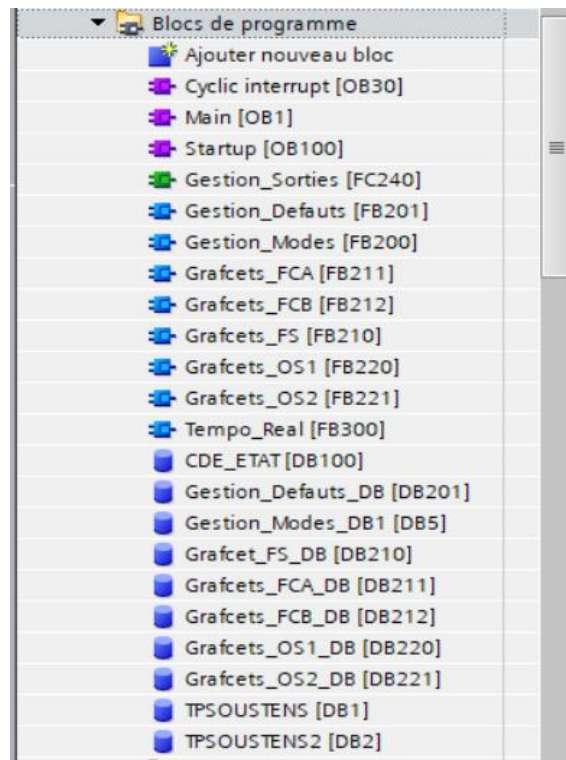 Blocs de programme
Ajouter nouveau bloc
Cyclic interrupt [OB30]
Main [OB1]
Startup [OB100]
Gestion_Sorties [FC240]
Gestion_Defauts [FB201]
Gestion_Modes [FB200]
Grafcets_FCA [FB211]
Grafcets_FCB [FB212]
Grafcets_FS [FB210]
Grafcets_OS1 [FB220]
Grafcets_OS2 [FB221]
Tempo_Real [FB300]
CDE_ETAT [DB100]
Gestion_Defauts_DB [DB201]
Gestion_Modes_DB1 [DB5]
Grafcet_FS_DB [DB210]
Grafcets_FCA_DB [DB211]
Grafcets_FCB_DB [DB212]
Grafcets_OS1_DB [DB220]
Grafcets_OS2_DB [DB221]
TPSOUSTENS [DB1]
TPSOUSTENS2 [DB2]